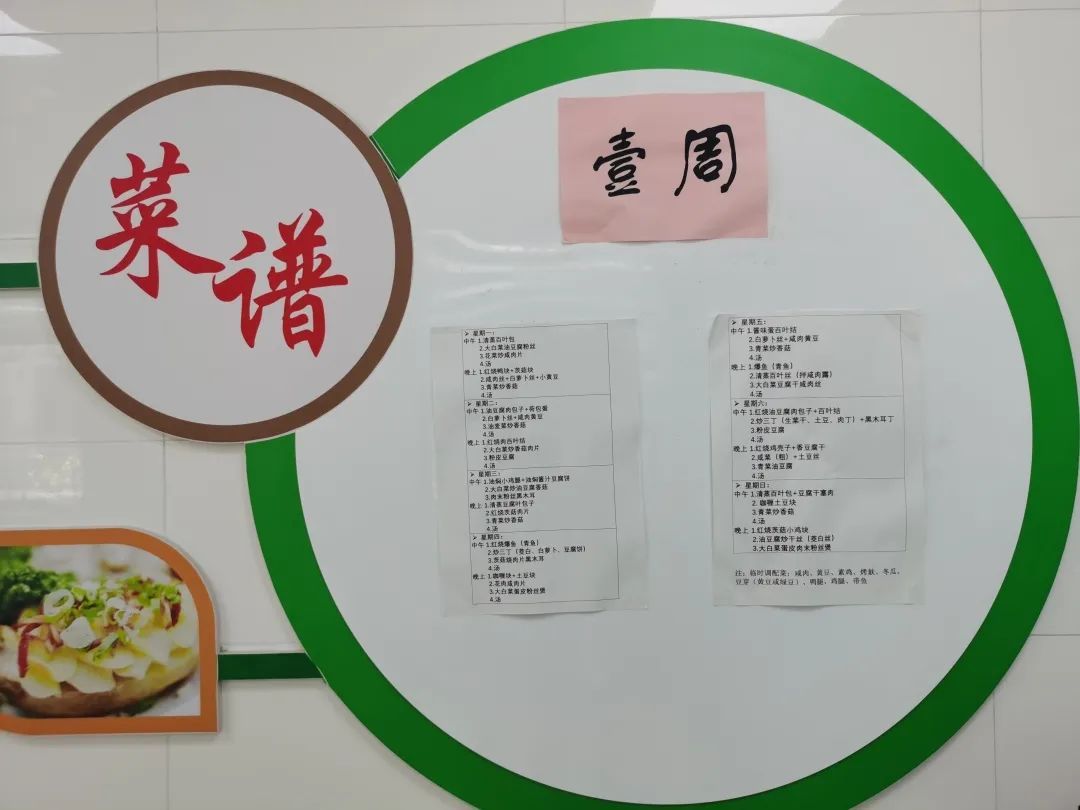 菜谱
壹周
➢ 星期一：
中午 1.清蒸百叶包
2.大白菜油豆腐粉丝
3.花菜炒咸肉片
4.汤
晚上 1.红烧鸭块+茨菇块
2.咸肉丝+白萝卜丝+小黄豆
3.青菜炒香菇
4.汤
➢ 星期二：
中午 1.油豆腐肉包子+荷包蛋
2.白萝卜+咸肉黄豆
3.油麦菜炒香菇
4.汤
晚上 1.红烧肉百叶结
2.大白菜炒香菇肉片
3.粉皮豆腐
4.汤
➢ 星期三：
中午 1.油焖小鸡腿+油焖酱汁豆腐饼
2.大白菜炒油豆腐香菇
3.肉末粉丝黑木耳
晚上 1.清蒸豆腐叶包子
2.红烧茨菇肉片
3.青菜炒香菇
4.汤
➢ 星期四：
中午 1.红烧爆鱼（青鱼）
2.炒三丁（茭白、白萝卜、豆腐饼）
3.茨菇烧肉片黑木耳
4.汤
晚上 1.咖喱块+土豆块
2.花肉咸肉片
3.大白菜蛋皮粉丝煲
4.汤
➢ 星期五：
中午 1.酱味蛋百叶结
2.白萝卜丝+咸肉黄豆
3.青菜炒香菇
4.汤
晚上 1.爆鱼（青鱼）
2.清蒸百叶丝（拌咸肉露）
3.大白菜豆腐干咸肉丝
4.汤
➢ 星期六：
中午 1.红烧油豆腐肉包子+百叶结
2.炒三丁（生菜干、土豆、肉丁）+黑木耳丁
3.粉皮豆腐
4.汤
晚上 1.红烧鸡壳子+香豆腐干
2.咸菜（粗）+土豆丝
3.青菜油豆腐
4.汤
➢ 星期日：
中午 1.清蒸百叶包+豆腐干塞肉
2.咖喱土豆块
3.青菜炒香菇
4.汤
晚上 1.红烧茨菇小鸡块
2.油豆腐炒干丝（茭白丝）
3.大白菜蛋皮肉末粉丝煲
注：临时调配菜：咸肉、黄豆、素鸡、烤麸、冬瓜、
豆芽（黄豆或绿豆）、鸭腿、鸡腿、带鱼